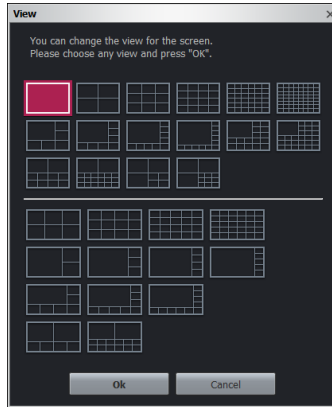 View
You can change the view for the screen.
Please choose any view and press "OK".
Ok
Cancel